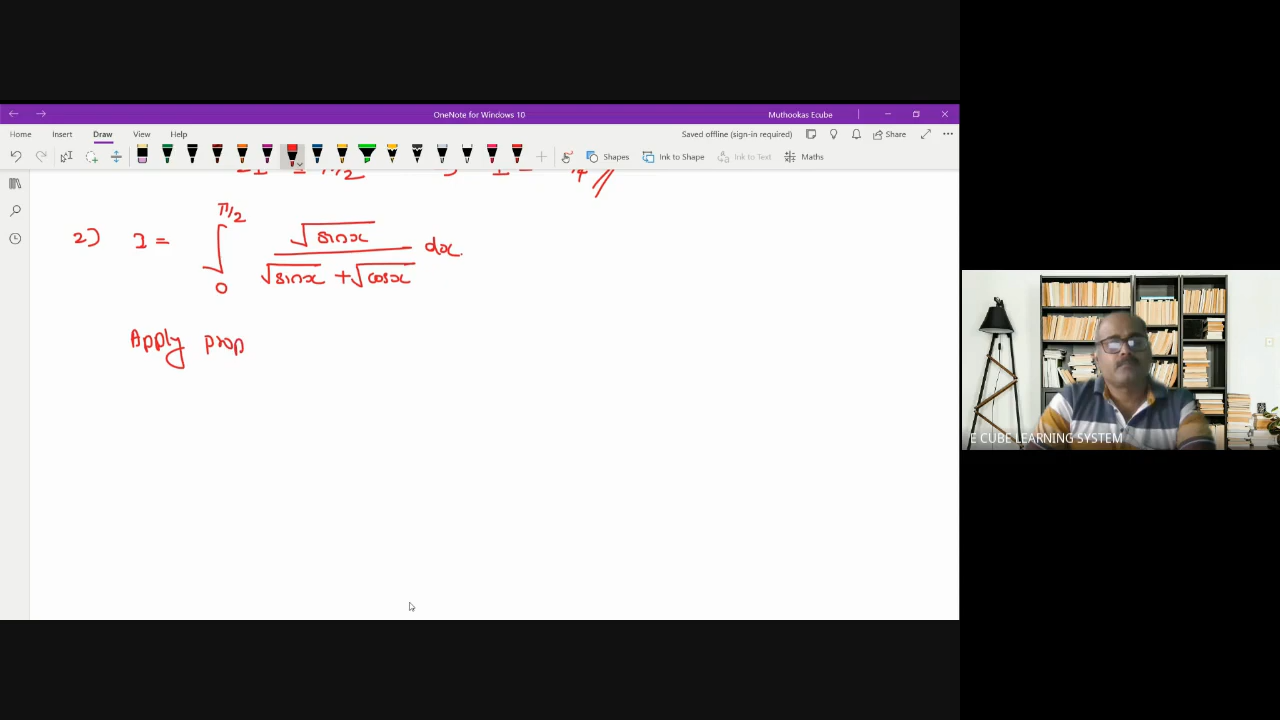 OneNote for Windows 10
Muthookas Ecube
Home Insert Draw View Help
Saved offline (sign-in required) Share
Shapes Ink to Shape Ink to Text Maths
2) I = ∫₀^{π/2} √sinx / (√sinx + √cosx) dx.
Apply prop
E CUBE LEARNING SYSTEM